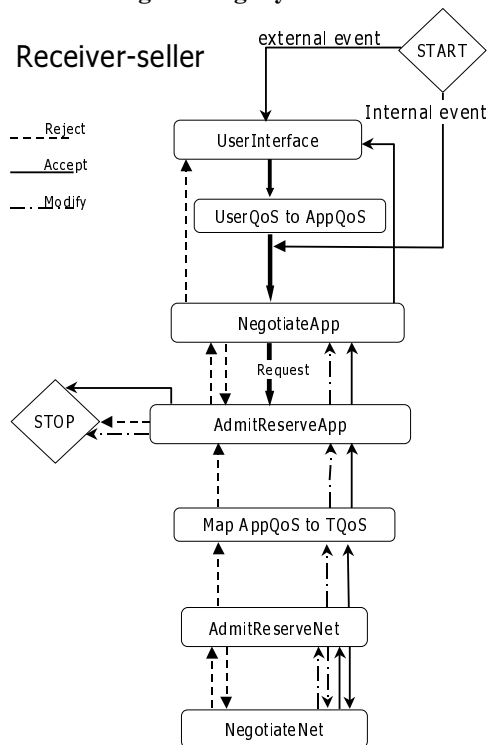 external event
START
Receiver-seller
Internal event
Reject
UserInterface
Accept
Modify
UserQoS to AppQoS
NegotiateApp
Request
STOP
AdmitReserveApp
Map AppQoS to TQoS
AdmitReserveNet
NegotiateNet